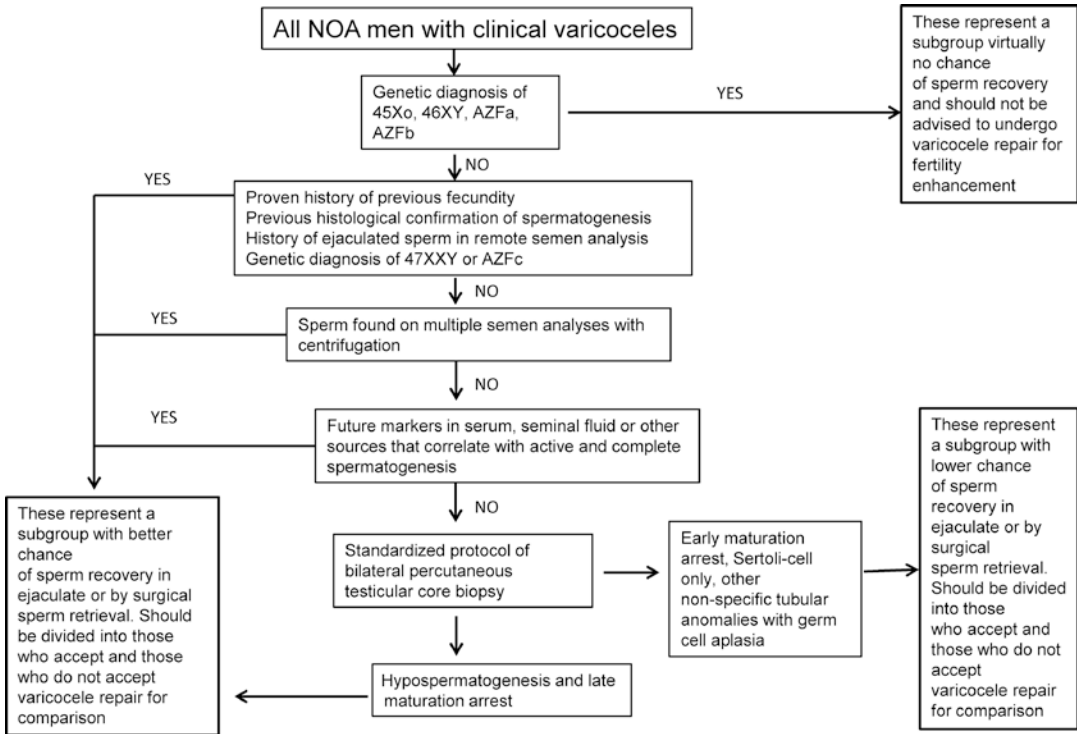 All NOA men with clinical varicoceles
Genetic diagnosis of
45Xo, 46XY, AZFa,
AZFb
YES
These represent a
subgroup virtually
no chance
of sperm recovery
and should not be
advised to undergo
varicocele repair for
fertility
enhancement
NO
YES
Proven history of previous fecundity
Previous histological confirmation of spermatogenesis
History of ejaculated sperm in remote semen analysis
Genetic diagnosis of 47XXY or AZFc
NO
YES
Sperm found on multiple semen analyses with
centrifugation
NO
YES
Future markers in serum, seminal fluid or other
sources that correlate with active and complete
spermatogenesis
NO
These represent a
subgroup with better
chance
of sperm recovery in
ejaculate or by surgical
sperm retrieval. Should
be divided into those
who accept and those
who do not accept
varicocele repair for
comparison
Standardized protocol of
bilateral percutaneous
testicular core biopsy
Early maturation
arrest, Sertoli-cell
only, other
non-specific tubular
anomalies with germ
cell aplasia
These represent
a subgroup with
lower chance
of sperm
recovery in
ejaculate or by
surgical
sperm retrieval.
Should be divided
into those
who accept and
those who do not
accept
varicocele repair
for comparison
Hypospermatogenesis and late
maturation arrest